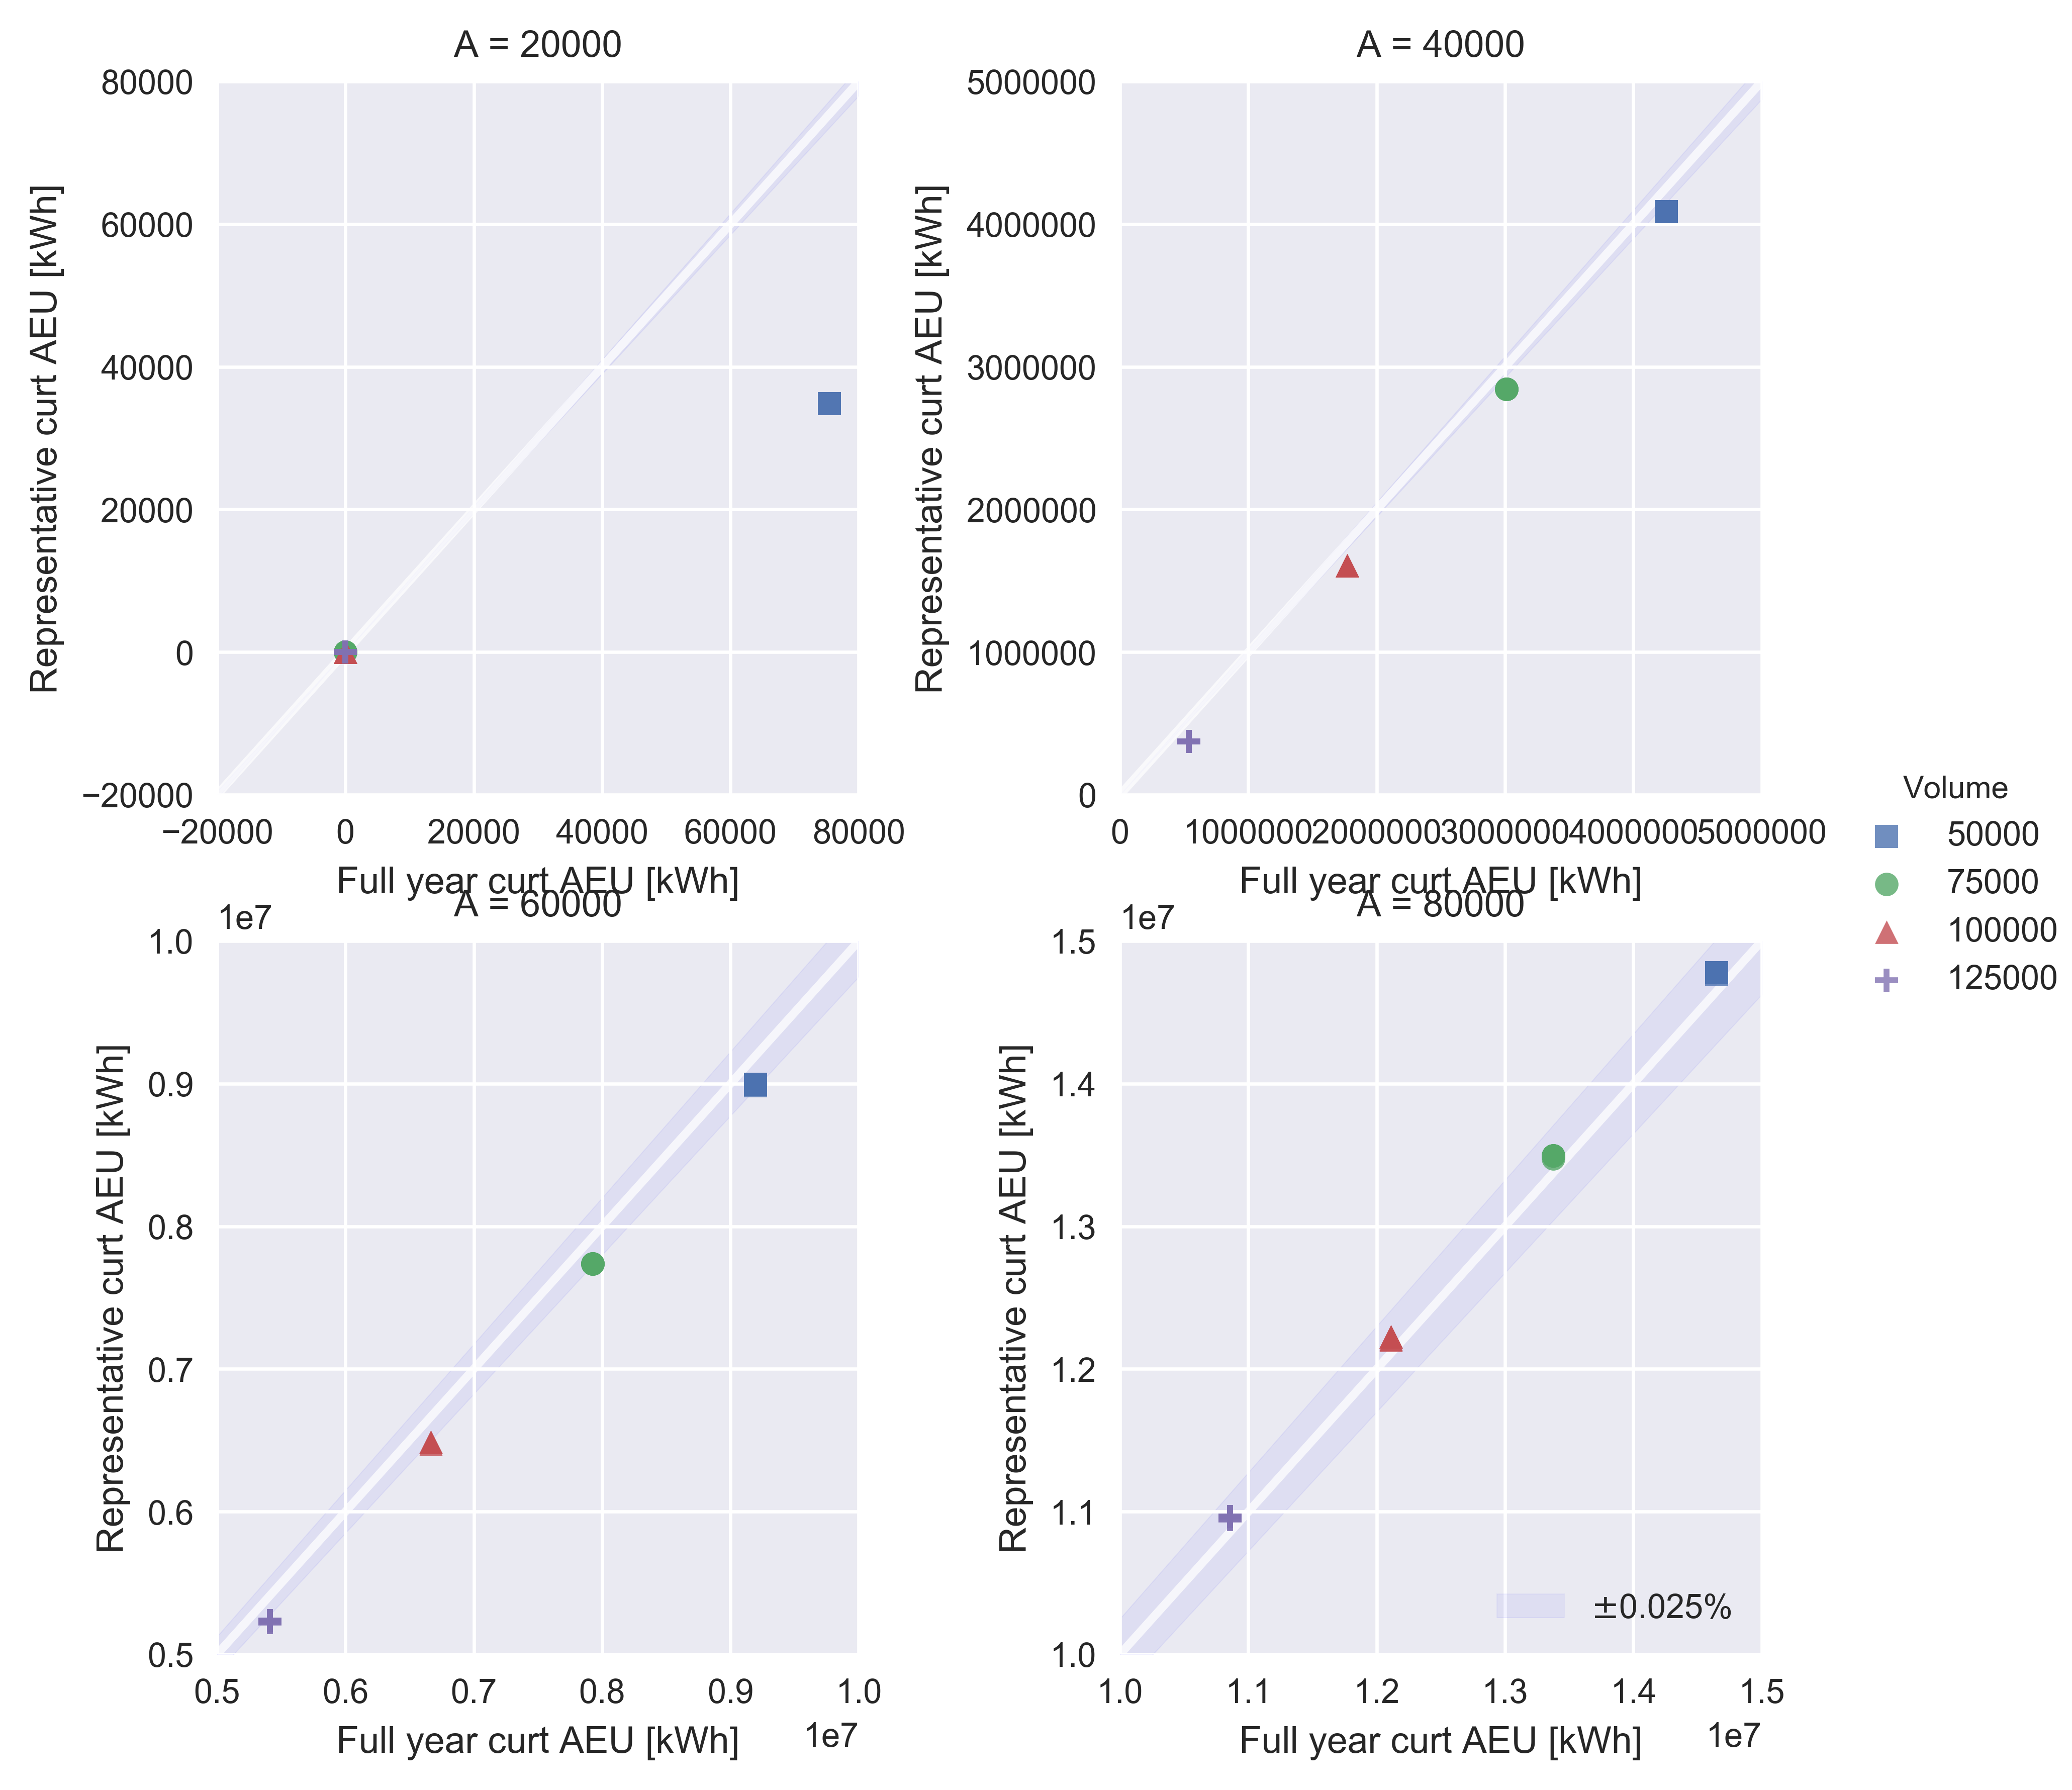 A = 20000
80000
60000
40000
20000
0
−20000
Representative curt AEU [kWh]
−20000 0 20000 40000 60000 80000
Full year curt AEU [kWh]
A = 40000
5000000
4000000
3000000
2000000
1000000
0
Representative curt AEU [kWh]
0 1000000 2000000 3000000 4000000 5000000
Full year curt AEU [kWh]
A = 60000
1e7
1.0
0.9
0.8
0.7
0.6
0.5
Representative curt AEU [kWh]
0.5 0.6 0.7 0.8 0.9 1.0
1e7
Full year curt AEU [kWh]
A = 80000
1e7
1.5
1.4
1.3
1.2
1.1
1.0
Representative curt AEU [kWh]
±0.025%
1.0 1.1 1.2 1.3 1.4 1.5
1e7
Full year curt AEU [kWh]
Volume
50000
75000
100000
125000